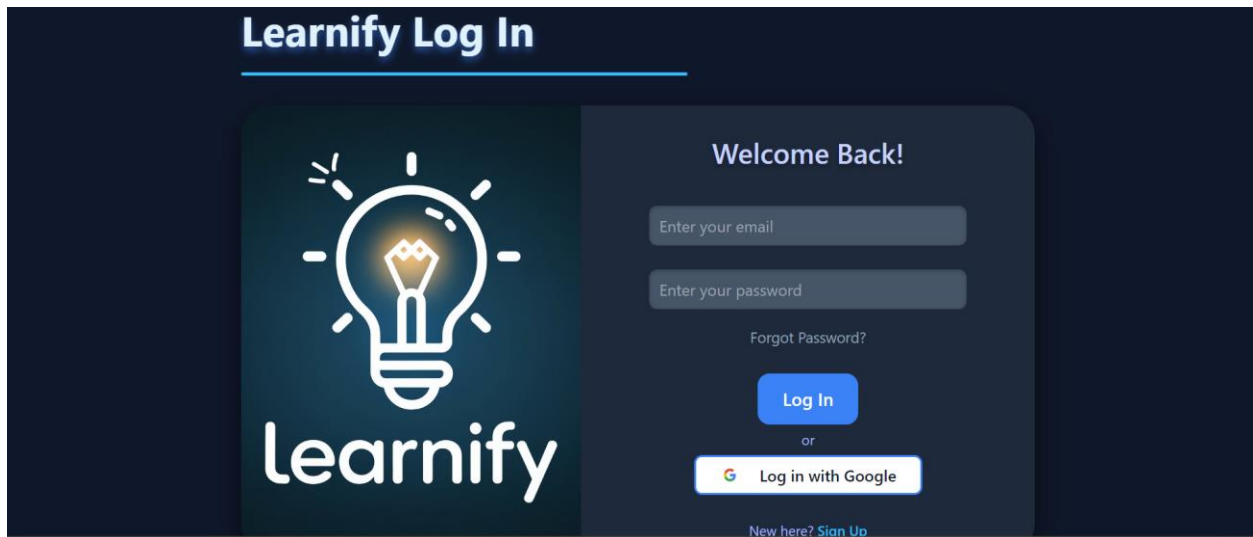 Learnify Log In
Learnify
Welcome Back!
Enter your email
Enter your password
Forgot Password?
Log In
or
G Log in with Google
New here? Sign Up